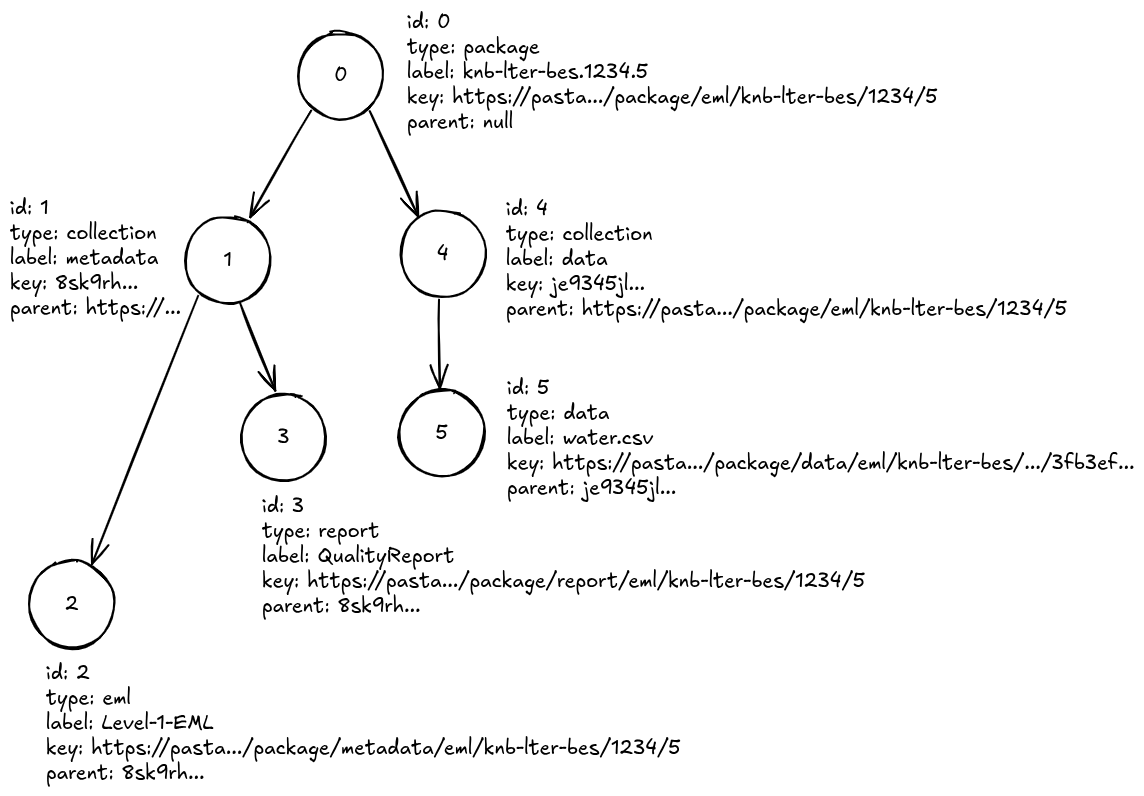 id: 0
type: package
label: knb-lter-bes.1234.5
key: https://pasta.../package/eml/knb-lter-bes/1234/5
parent: null
0
id: 1
type: collection
label: metadata
key: 8sk9rh...
parent: https://...
1
4
id: 4
type: collection
label: data
key: je9345jl...
parent: https://pasta.../package/eml/knb-lter-bes/1234/5
3
5
id: 5
type: data
label: water.csv
key: https://pasta.../package/data/eml/knb-lter-bes/.../3fb3ef...
parent: je9345jl...
id: 3
type: report
label: QualityReport
key: https://pasta.../package/report/eml/knb-lter-bes/1234/5
parent: 8sk9rh...
2
id: 2
type: eml
label: Level-1-EML
key: https://pasta.../package/metadata/eml/knb-lter-bes/1234/5
parent: 8sk9rh...